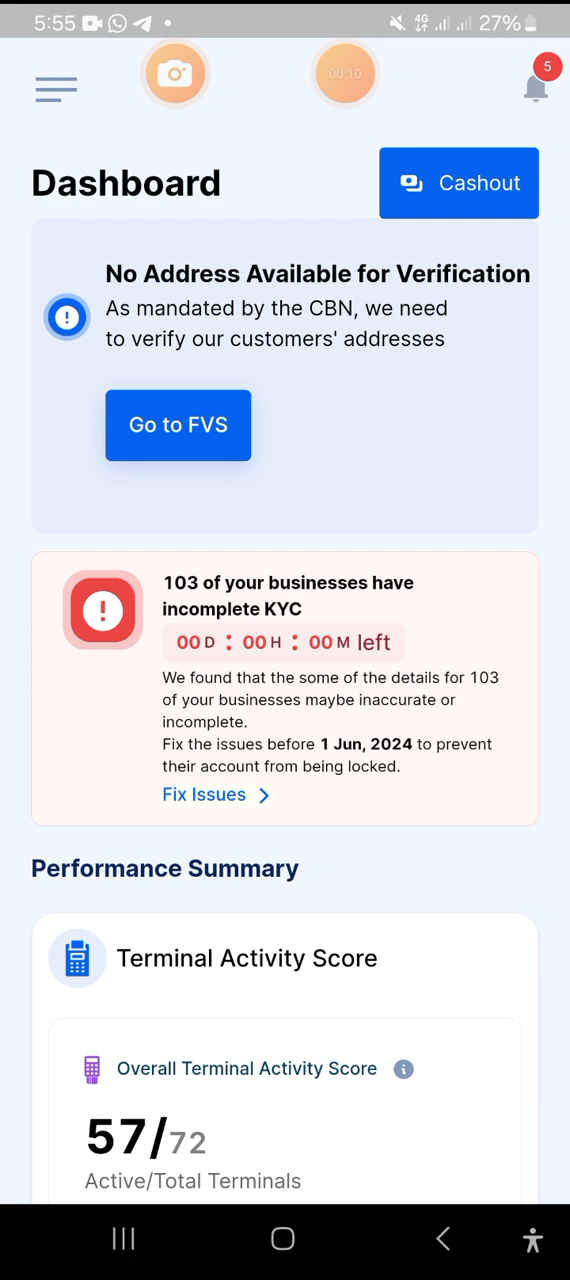 5:55 4G 27%
00:10
5
Dashboard
Cashout
No Address Available for Verification
As mandated by the CBN, we need
to verify our customers' addresses
Go to FVS
103 of your businesses have
incomplete KYC
00 D : 00 H : 00 M left
We found that the some of the details for 103
of your businesses maybe inaccurate or
incomplete.
Fix the issues before 1 Jun, 2024 to prevent
their account from being locked.
Fix Issues
Performance Summary
Terminal Activity Score
Overall Terminal Activity Score
57/72
Active/Total Terminals